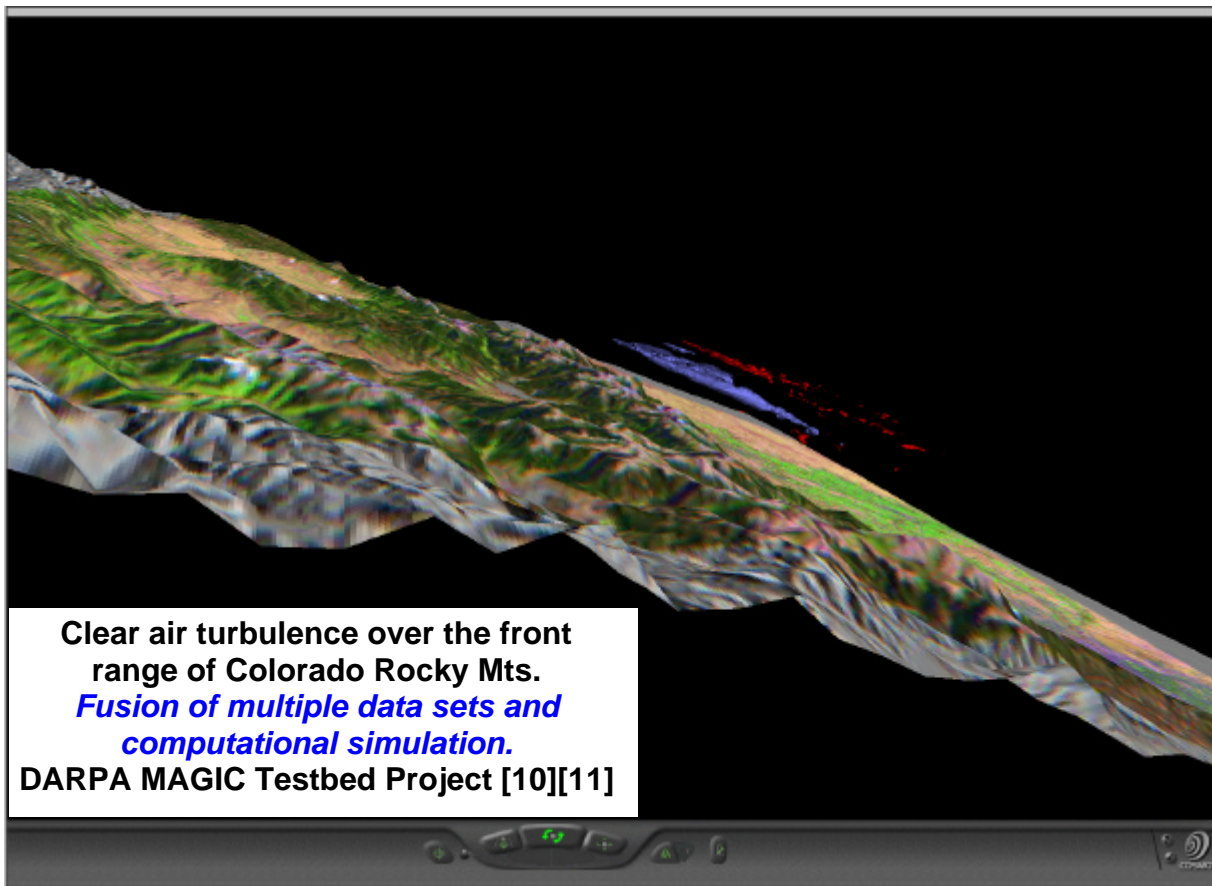 Clear air turbulence over the front
range of Colorado Rocky Mts.
Fusion of multiple data sets and
computational simulation.
DARPA MAGIC Testbed Project [10][11]